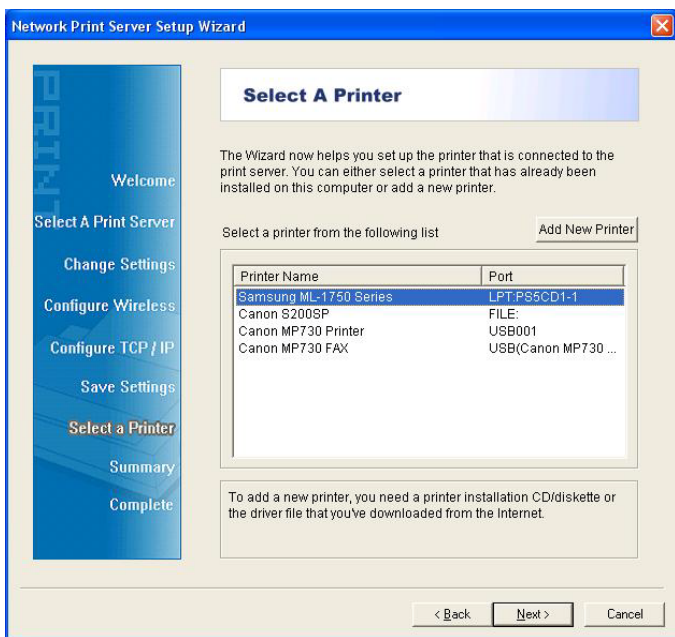 Network Print Server Setup Wizard
PRINT
Welcome
Select A Print Server
Change Settings
Configure Wireless
Configure TCP / IP
Save Settings
Select a Printer
Summary
Complete
Select A Printer
The Wizard now helps you set up the printer that is connected to the
print server. You can either select a printer that has already been
installed on this computer or add a new printer.
Select a printer from the following list
Add New Printer
Printer Name Port
Samsung ML-1750 Series LPT:PS5CD1-1
Canon S200SP FILE:
Canon MP730 Printer USB001
Canon MP730 FAX USB(Canon MP730 ...
To add a new printer, you need a printer installation CD/diskette or
the driver file that you've downloaded from the Internet.
< Back Next > Cancel